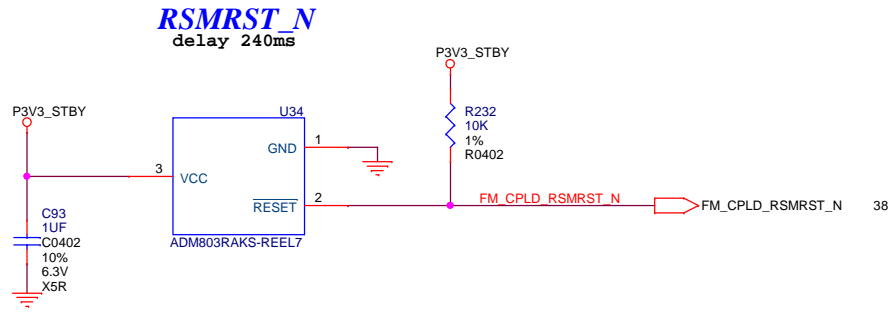 RSMRST_N
delay 240ms
P3V3_STBY
P3V3_STBY
U34
R232
10K
1%
R0402
GND
1
3
VCC
2
RESET
FM_CPLD_RSMRST_N
FM_CPLD_RSMRST_N
38
C93
1UF
C0402
10%
6.3V
X5R
ADM803RAKS-REEL7